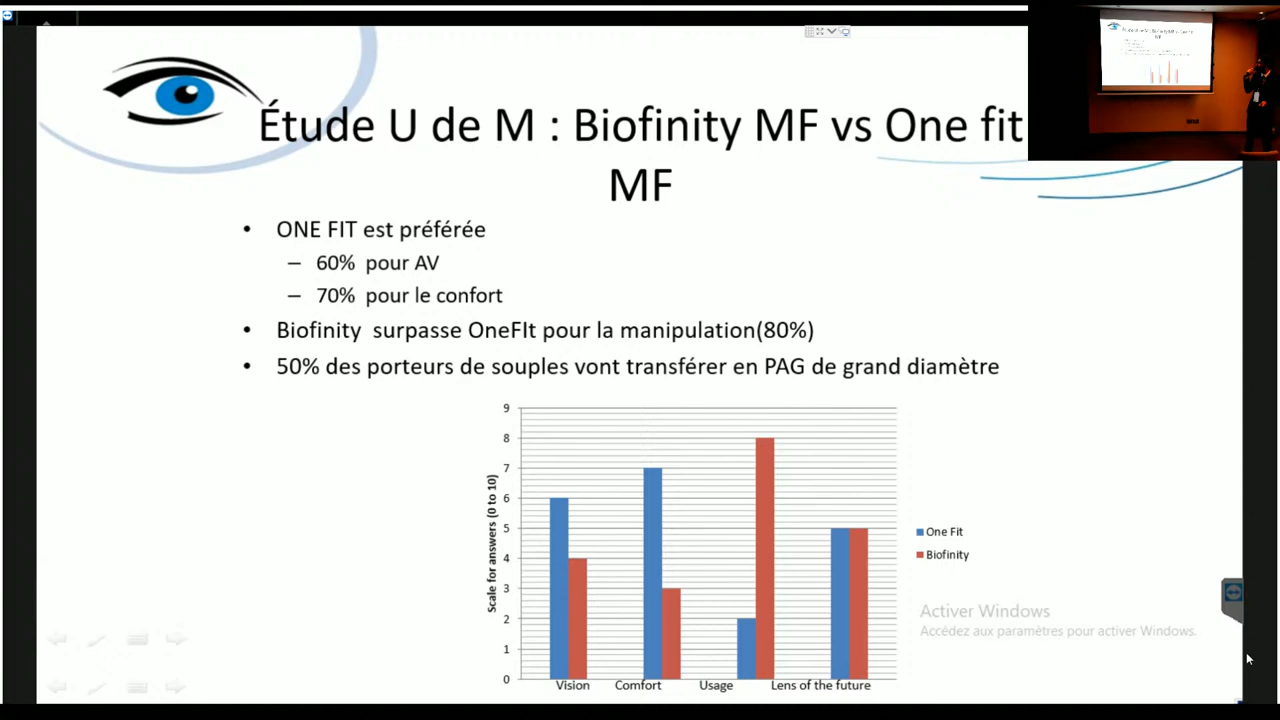 Étude U de M : Biofinity MF vs One fit
MF
• ONE FIT est préférée
– 60% pour AV
– 70% pour le confort
• Biofinity surpasse OneFIt pour la manipulation(80%)
• 50% des porteurs de souples vont transférer en PAG de grand diamètre
Scale for answers (0 to 10)
9
8
7
6
5
4
3
2
1
0
Vision Comfort Usage Lens of the future
One Fit
Biofinity
Activer Windows
Accédez aux paramètres pour activer Windows.